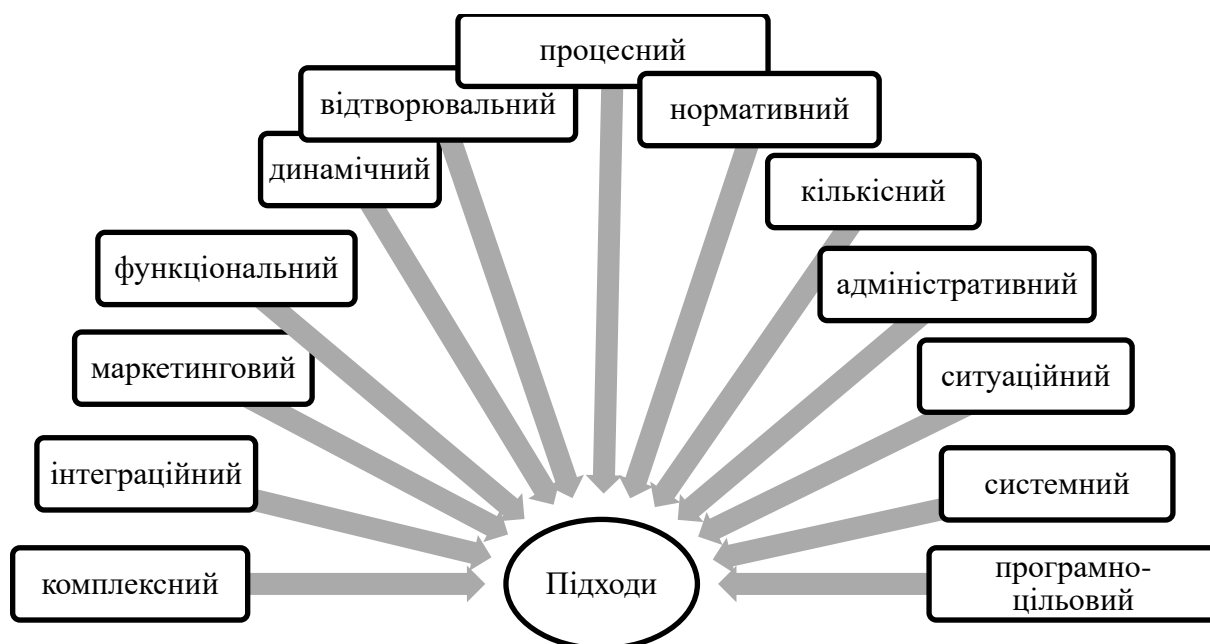 процесний
відтворювальний
нормативний
динамічний
кількісний
функціональний
адміністративний
маркетинговий
ситуаційний
інтеграційний
системний
комплексний
Підходи
програмно-
цільовий